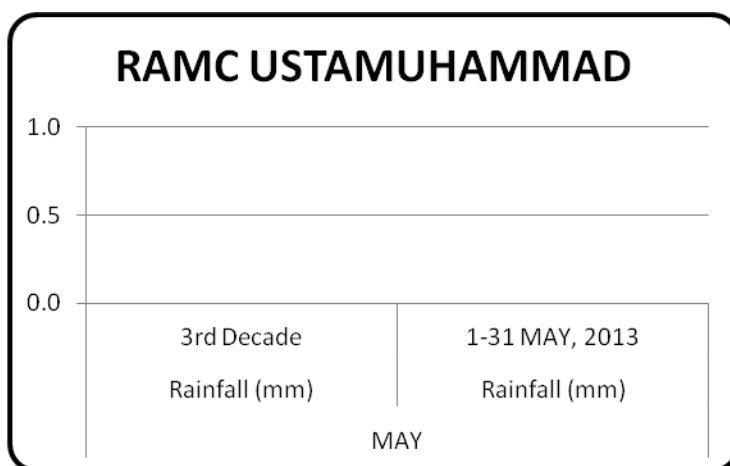 RAMC USTAMUHAMMAD
1.0
0.5
0.0
3rd Decade 1-31 MAY, 2013
Rainfall (mm) Rainfall (mm)
MAY